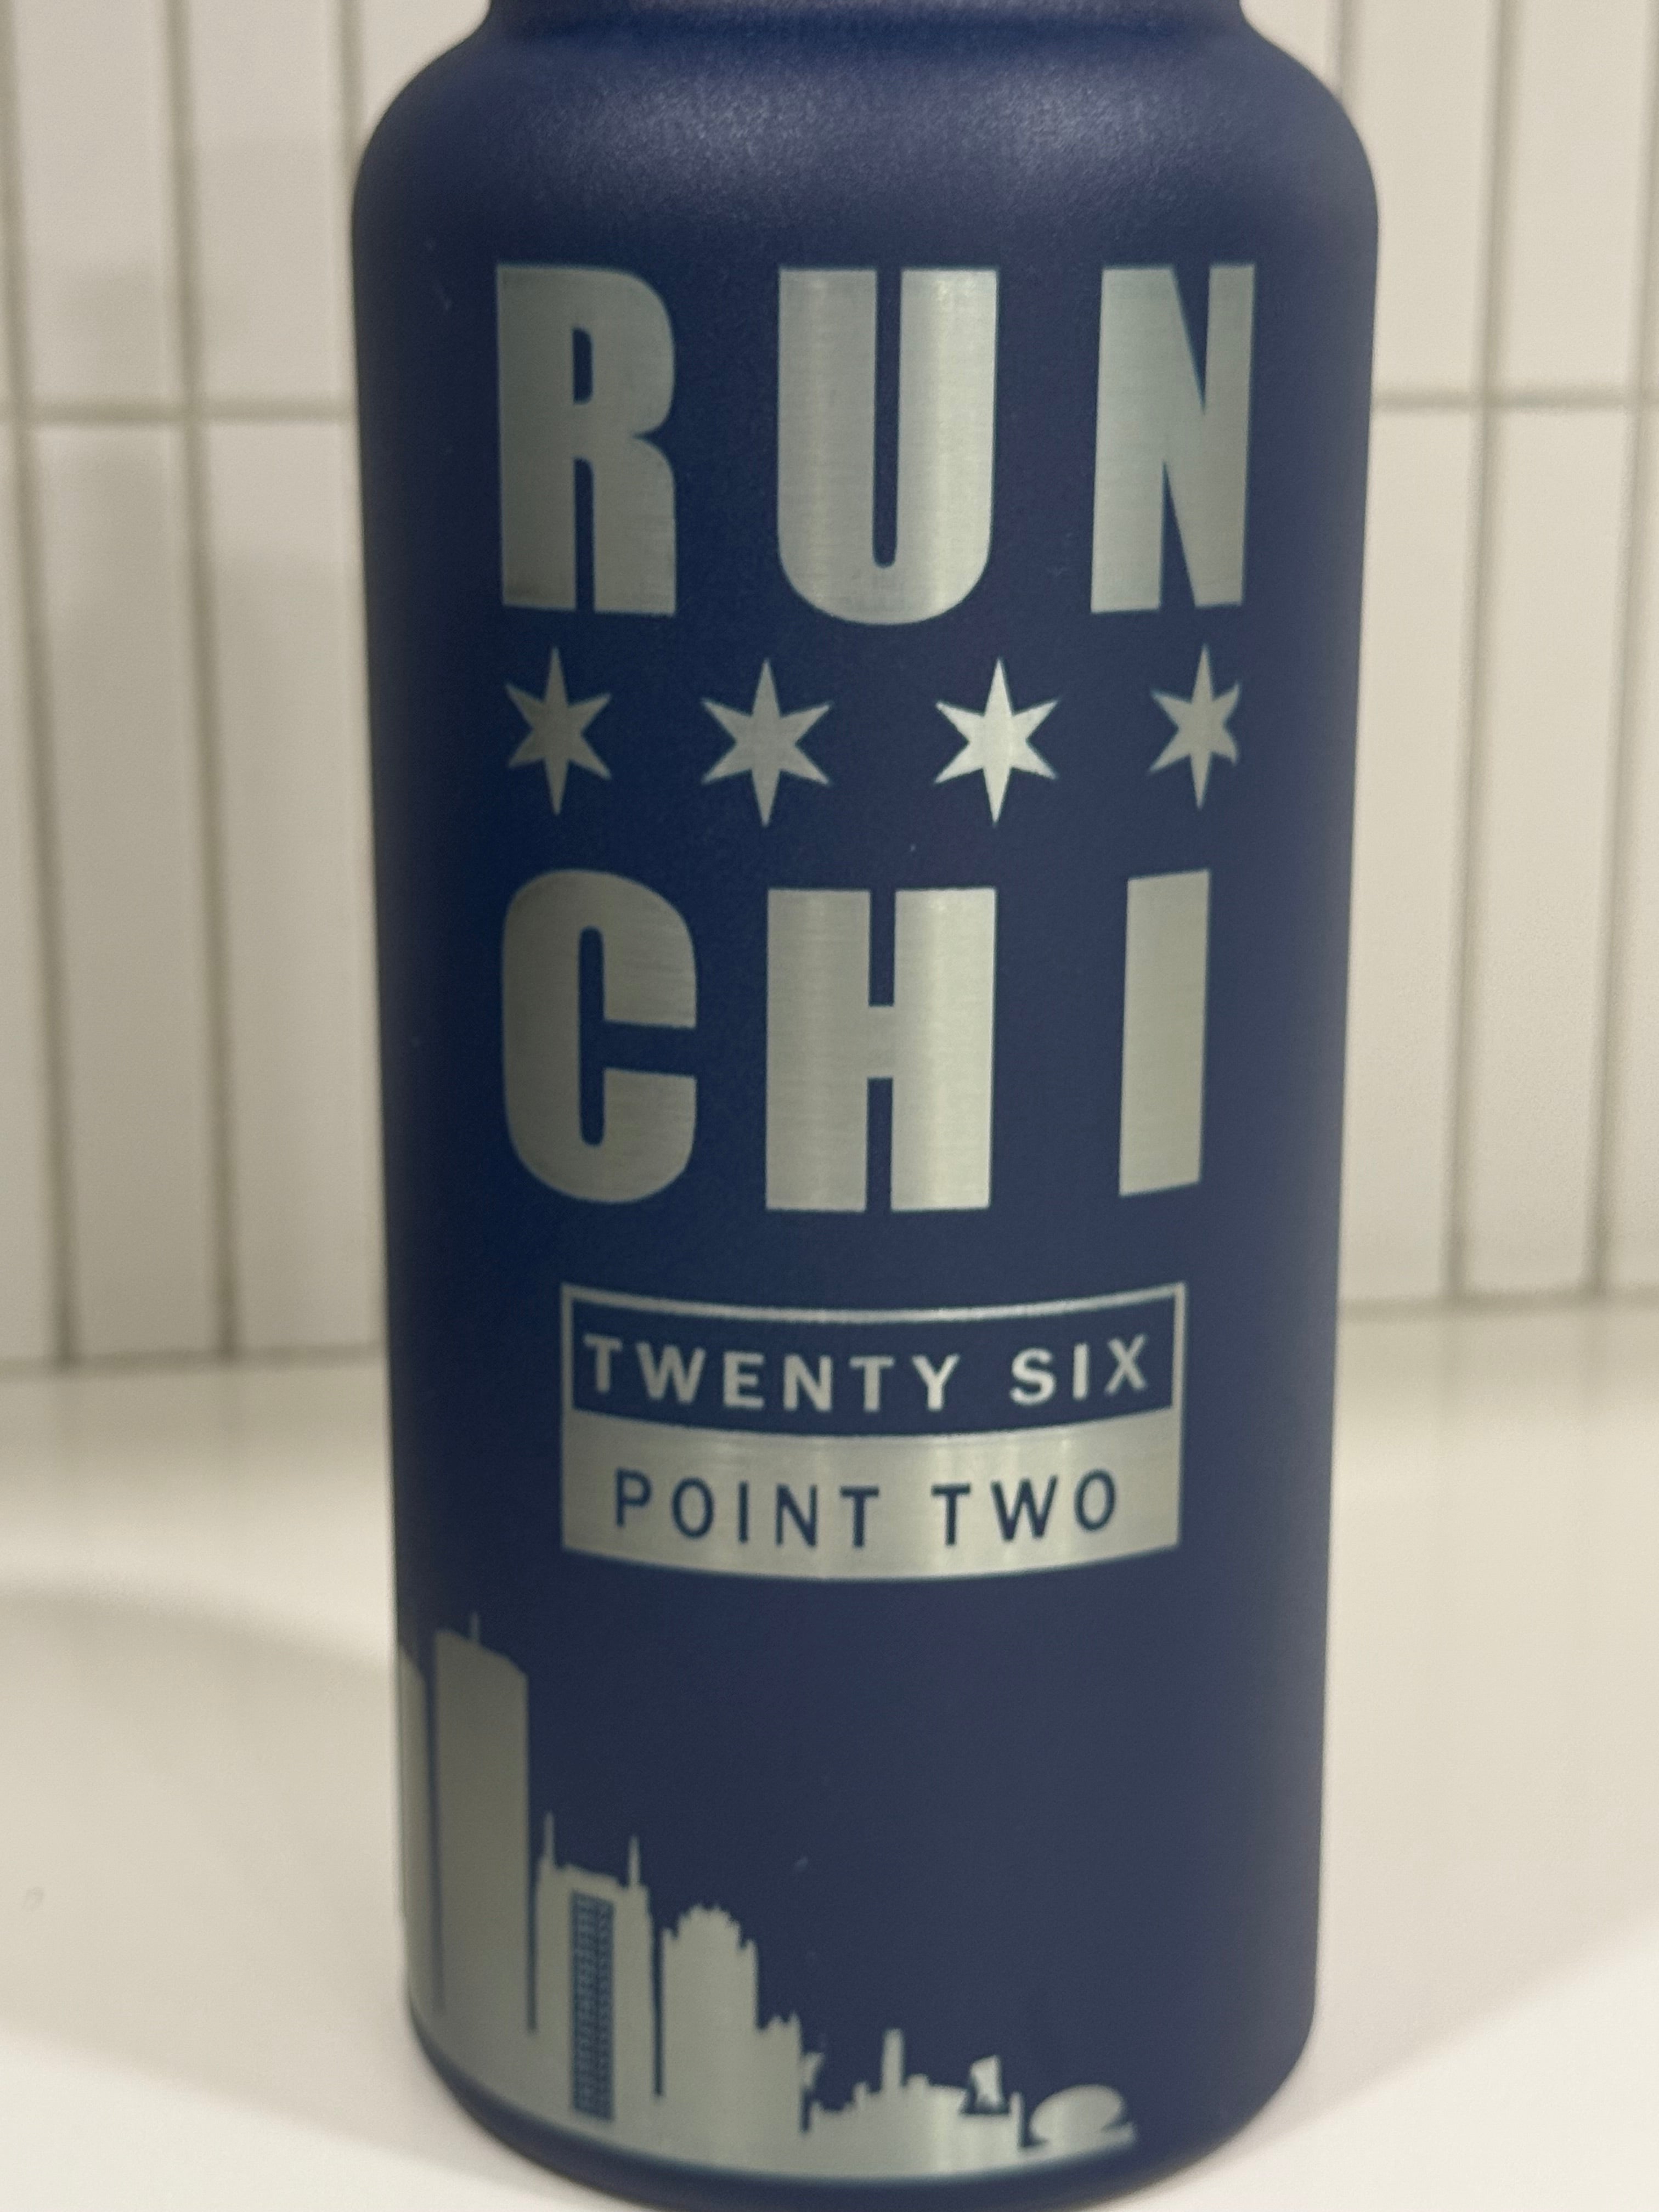 RUN
CHI
TWENTY SIX
POINT TWO